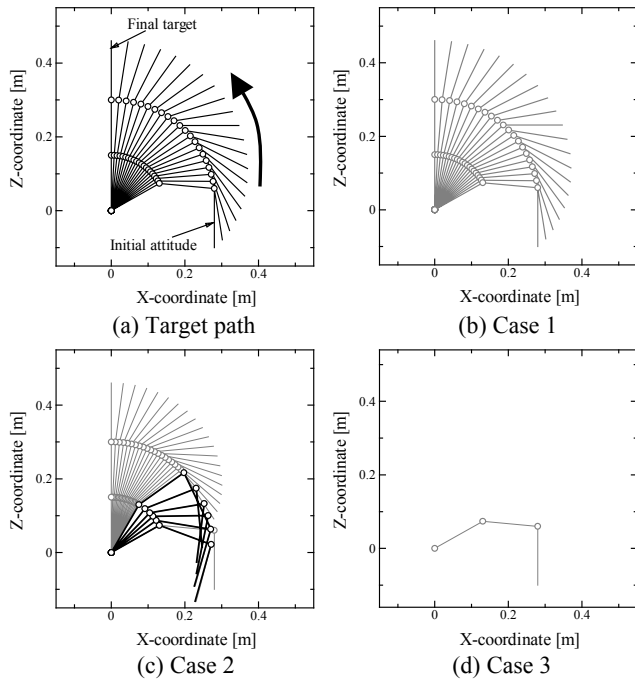 Final target
0.4
0.2
0
Z-coordinate [m]
Initial attitude
0 0.2 0.4
X-coordinate [m]
(a) Target path
0.4
0.2
0
Z-coordinate [m]
0 0.2 0.4
X-coordinate [m]
(b) Case 1
0.4
0.2
0
Z-coordinate [m]
0 0.2 0.4
X-coordinate [m]
(c) Case 2
0.4
0.2
0
Z-coordinate [m]
0 0.2 0.4
X-coordinate [m]
(d) Case 3